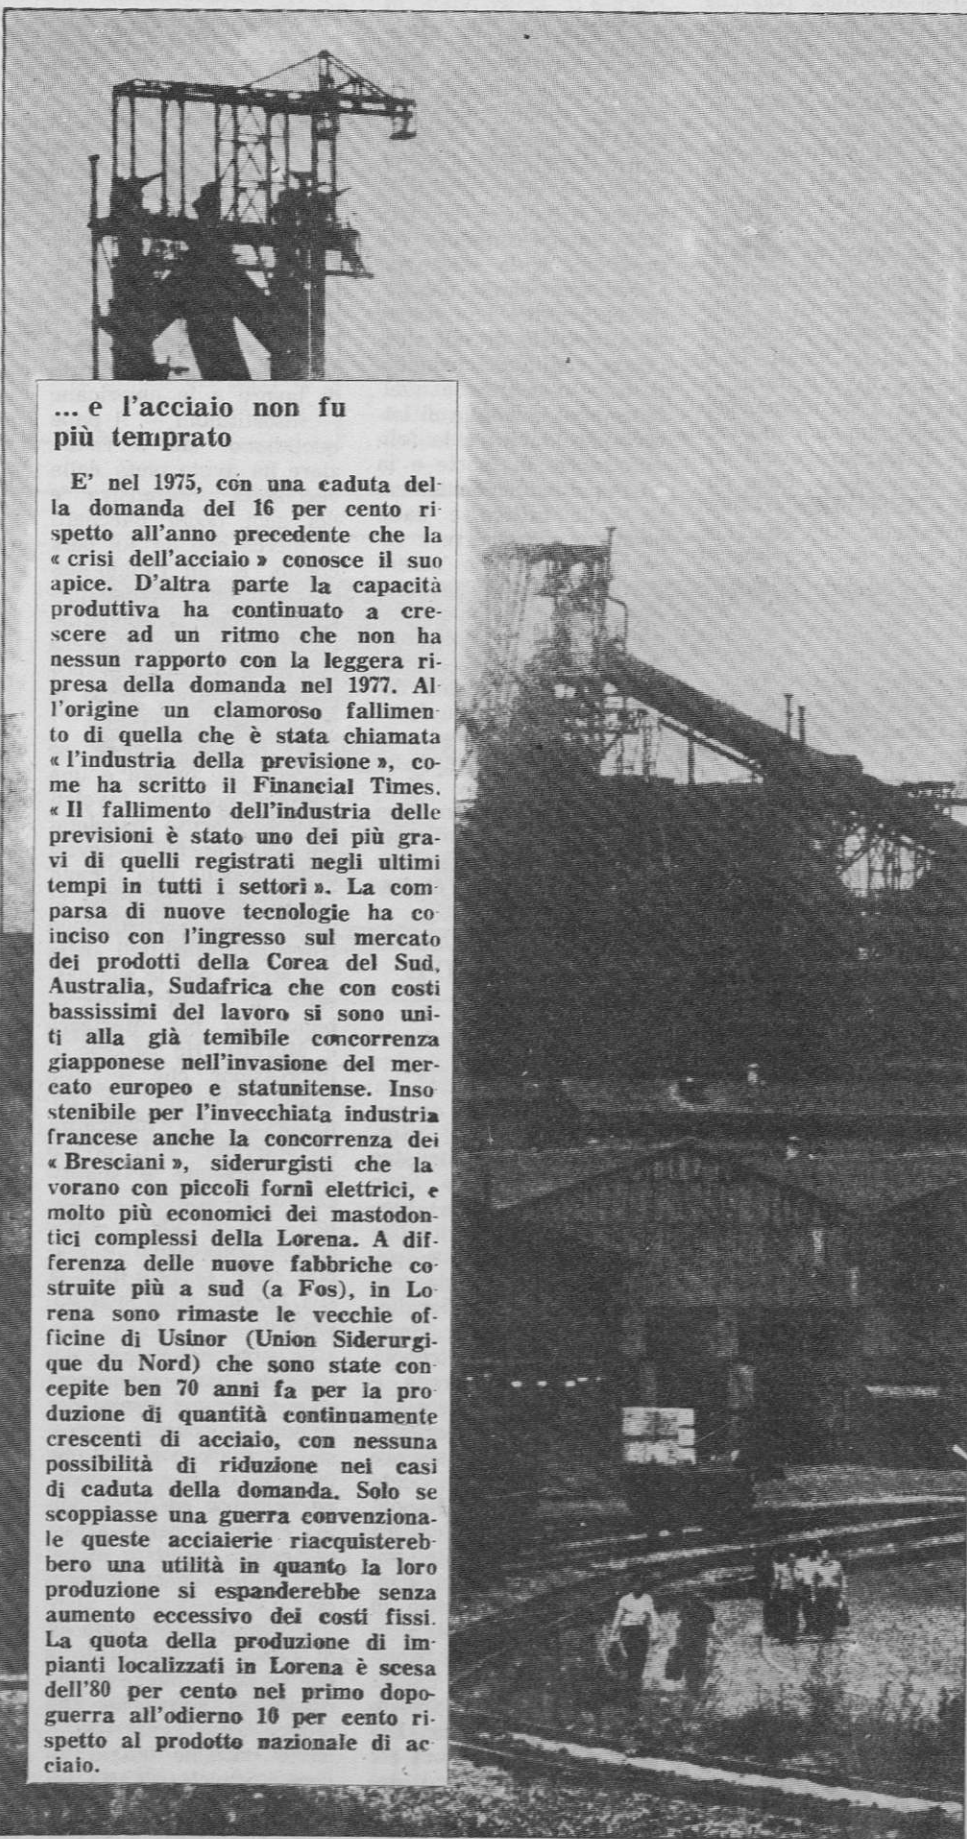 ... e l'acciaio non fu
più temprato
E' nel 1975, con una caduta del-
la domanda del 16 per cento ri-
spetto all'anno precedente che la
« crisi dell'acciaio » conosce il suo
apice. D'altra parte la capacità
produttiva ha continuato a cre-
scere ad un ritmo che non ha
nessun rapporto con la leggera ri-
presa della domanda nel 1977. Al-
l'origine un clamoroso fallimen-
to di quella che è stata chiamata
« l'industria della previsione », co-
me ha scritto il Financial Times.
« Il fallimento dell'industria delle
previsioni è stato uno dei più gra-
vi di quelli registrati negli ultimi
tempi in tutti i settori ». La com-
parsa di nuove tecnologie ha co-
inciso con l'ingresso sul mercato
dei prodotti della Corea del Sud,
Australia, Sudafrica che con costi
bassissimi del lavoro si sono uni-
ti alla già temibile concorrenza
giapponese nell'invasione del mer-
cato europeo e statunitense. Inso-
stenibile per l'invecchiata industria
francese anche la concorrenza dei
« Bresciani », siderurgisti che la-
vorano con piccoli forni elettrici, e
molto più economici dei mastodon-
tici complessi della Lorena. A dif-
ferenza delle nuove fabbriche co-
struite più a sud (a Fos), in Lo-
rena sono rimaste le vecchie of-
ficine di Usinor (Union Siderurgi-
que du Nord) che sono state con-
cepite ben 70 anni fa per la pro-
duzione di quantità continuamente
crescenti di acciaio, con nessuna
possibilità di riduzione nei casi
di caduta della domanda. Solo se
scoppiasse una guerra convenziona-
le queste acciaierie riacquistereb-
bero una utilità in quanto la loro
produzione si espanderebbe senza
aumento eccessivo dei costi fissi.
La quota della produzione di im-
pianti localizzati in Lorena è scesa
dell'80 per cento nel primo dopo-
guerra all'odierno 10 per cento ri-
spetto al prodotto nazionale di ac-
ciaio.